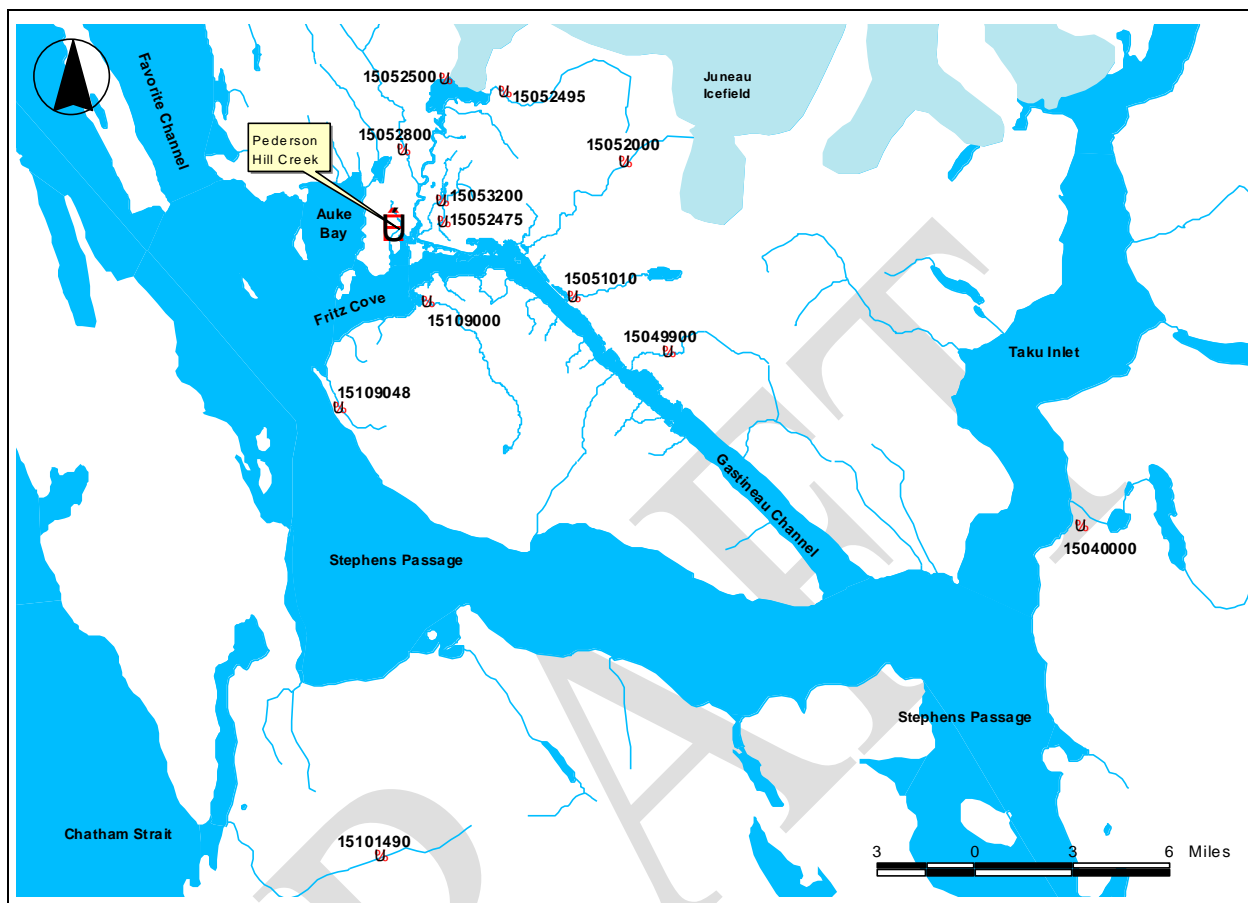 Favorite Channel
15052500
15052495
Juneau
Icefield
15052800
Pederson
Hill Creek
15052000
15053200
15052475
Auke
Bay
15051010
Fritz Cove
15109000
15049900
Taku Inlet
15109048
Gastineau Channel
15040000
Stephens Passage
Stephens Passage
Chatham Strait
15101490
3 0 3 6 Miles
DRAFT